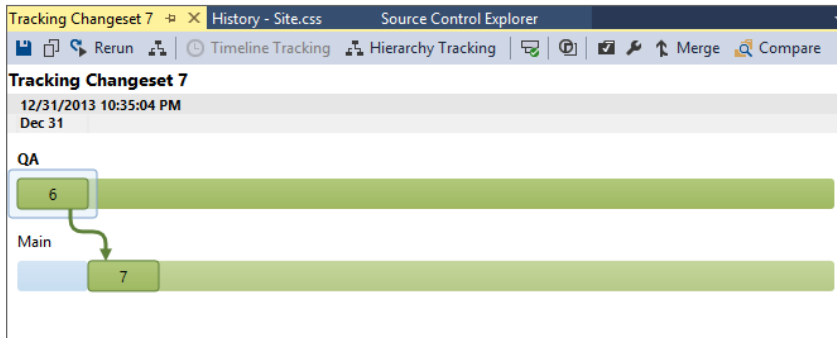 Tracking Changeset 7 History - Site.css Source Control Explorer
Rerun Timeline Tracking Hierarchy Tracking Merge Compare
Tracking Changeset 7
12/31/2013 10:35:04 PM
Dec 31
QA
6
Main
7